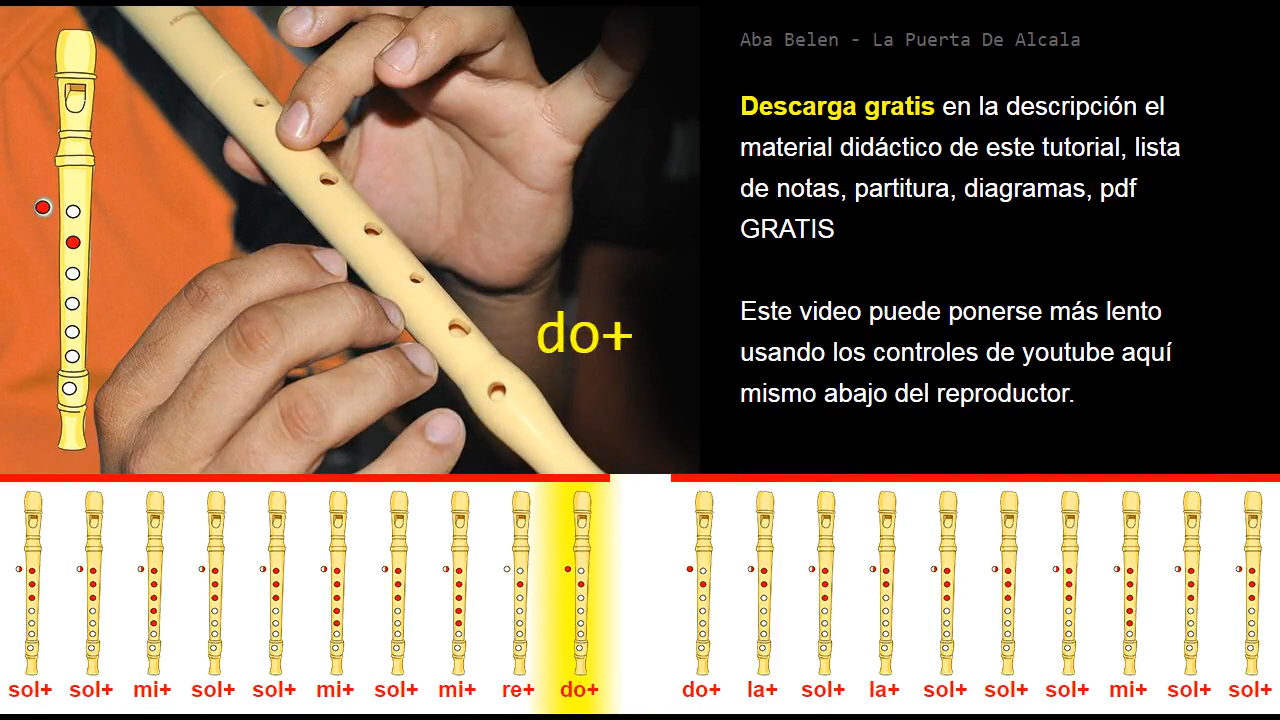 Aba Belen - La Puerta De Alcala
Descarga gratis en la descripción el
material didáctico de este tutorial, lista
de notas, partitura, diagramas, pdf
GRATIS
Este video puede ponerse más lento
usando los controles de youtube aquí
mismo abajo del reproductor.
do+
sol+ sol+ mi+ sol+ sol+ mi+ sol+ mi+ re+ do+ do+ la+ sol+ la+ sol+ sol+ sol+ mi+ sol+ sol+